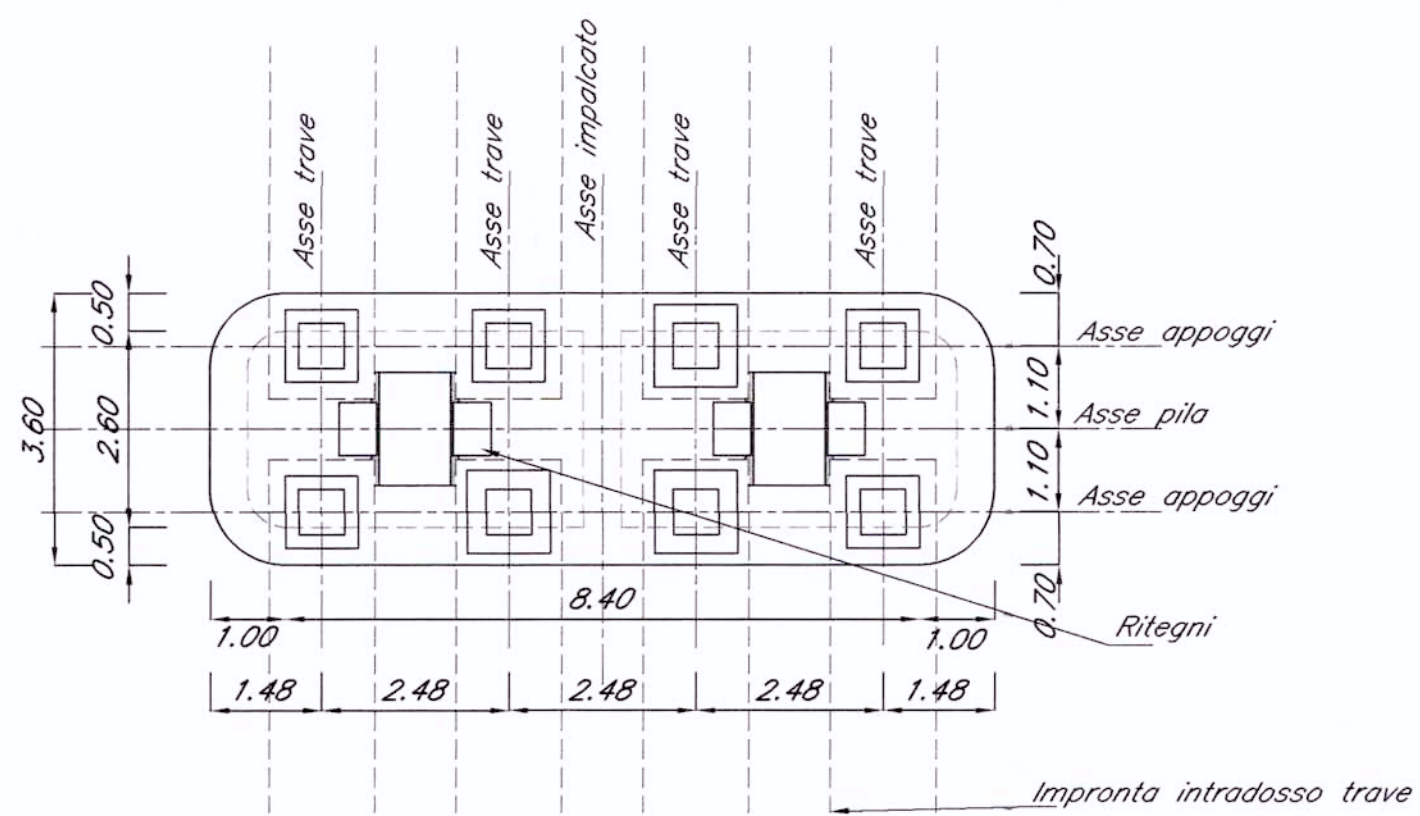 Asse impalcato
Asse trave
Asse trave
Asse trave
Asse trave
0.50
0.70
Asse appoggi
1.10
3.60
2.60
Asse pila
1.10
Asse appoggi
0.50
0.70
8.40
1.00
1.00
Ritegni
1.48
2.48
2.48
2.48
1.48
Impronta intradosso trave